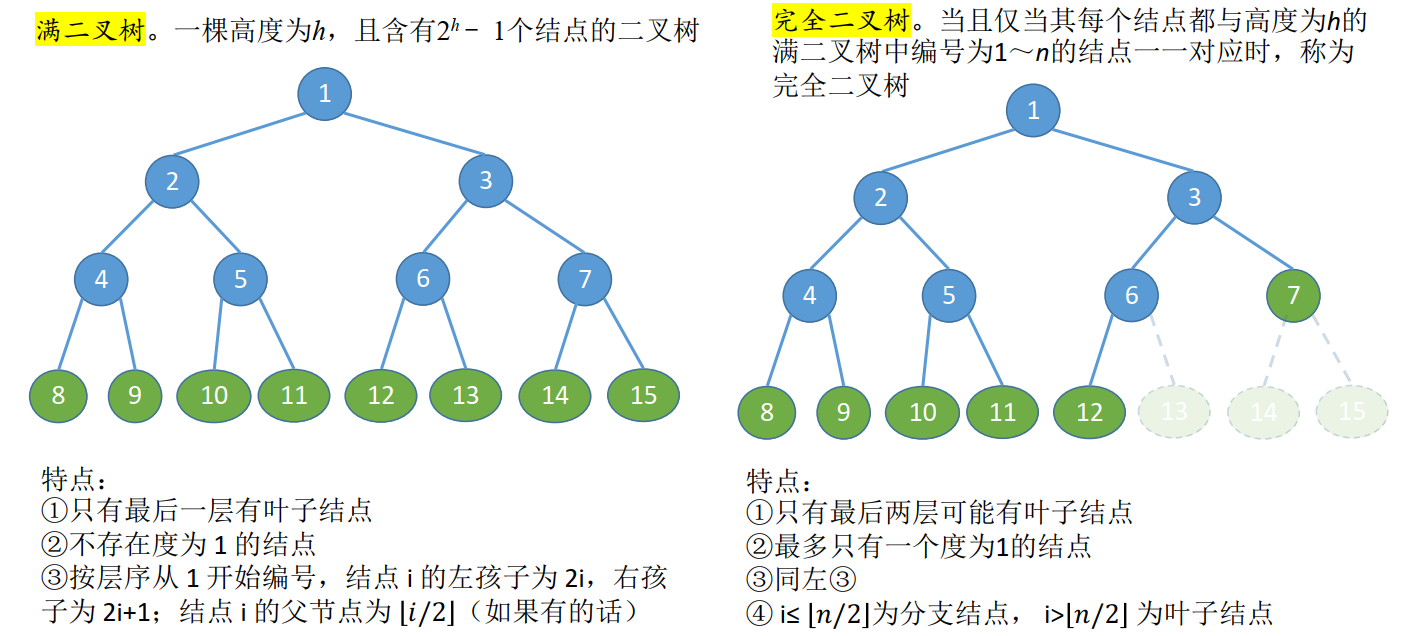 满二叉树。一棵高度为h，且含有2ʰ - 1个结点的二叉树
1
2
3
4
5
6
7
8
9
10
11
12
13
14
15
特点：
①只有最后一层有叶子结点
②不存在度为 1 的结点
③按层序从 1 开始编号，结点 i 的左孩子为 2i，右孩
子为 2i+1；结点 i 的父节点为 ⌊i/2⌋（如果有的话）
完全二叉树。当且仅当其每个结点都与高度为h的
满二叉树中编号为1～n的结点一一对应时，称为
完全二叉树
1
2
3
4
5
6
7
8
9
10
11
12
13
14
15
特点：
①只有最后两层可能有叶子结点
②最多只有一个度为1的结点
③同左③
④ i≤ ⌊n/2⌋为分支结点， i>⌊n/2⌋ 为叶子结点